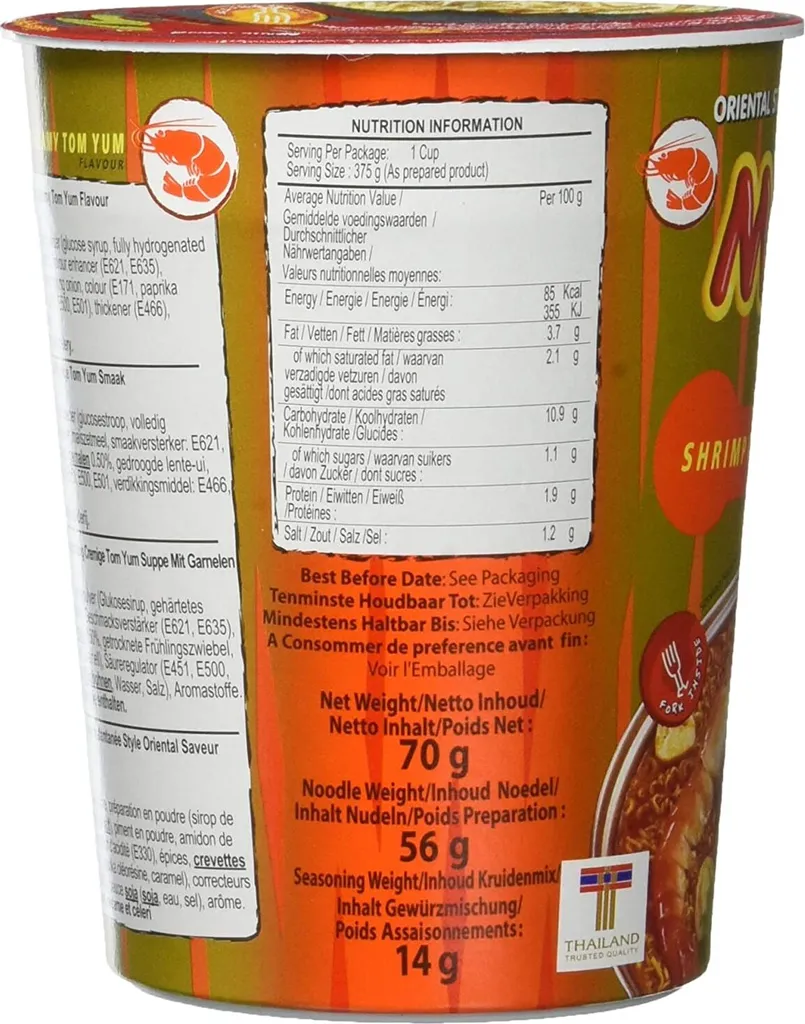 MY TOM YUM
FLAVOUR
Tom Yum Flavour
(glucose syrup, fully hydrogenated
enhancer (E621, E635),
onion, colour (E171, paprika
E501), thickener (E466),
Tom Yum Smaak
(glucosestroop, volledig
smaakversterker: E621,
0.50%, gedroogde lente-ui,
E500, E501, verdikkingsmiddel: E466,
Cremige Tom Yum Suppe Mit Garnelen
(Glukosesirup, gehärtetes
(E621, E635),
getrocknete Frühlingszwiebel,
Säureregulator (E451, E500,
Wasser, Salz), Aromastoffe.
enthalten.
Style Oriental Saveur
préparation en poudre (sirop de
piment en poudre, amidon de
(E330), épices, crevettes
caramel), correcteurs
soja (soja, eau, sel), arôme.
et céleri
NUTRITION INFORMATION
Serving Per Package: 1 Cup
Serving Size : 375 g (As prepared product)
Average Nutrition Value / Per 100 g
Gemiddelde voedingswaarden /
Durchschnittlicher
Nährwertangaben /
Valeurs nutritionnelles moyennes:
Energy / Energie / Energie / Énergi : 85 Kcal
355 KJ
Fat / Vetten / Fett / Matières grasses : 3.7 g
of which saturated fat / waarvan 2.1 g
verzadigde vetzuren / davon
gesättigt /dont acides gras saturés
Carbohydrate / Koolhydraten / 10.9 g
Kohlenhydrate /Glucides :
of which sugars / waarvan suikers 1.1 g
/ davon Zucker / dont sucres :
Protein / Eiwitten / Eiweiß 1.9 g
/Protéines :
Salt / Zout / Salz /Sel : 1.2 g
Best Before Date: See Packaging
Tenminste Houdbaar Tot: ZieVerpakking
Mindestens Haltbar Bis: Siehe Verpackung
A Consommer de preference avant fin:
Voir l'Emballage
Net Weight/Netto Inhoud/
Netto Inhalt/Poids Net :
70 g
Noodle Weight/Inhoud Noedel/
Inhalt Nudeln/Poids Preparation :
56 g
Seasoning Weight/Inhoud Kruidenmix/
Inhalt Gewürzmischung/
Poids Assaisonnements:
14 g
ORIENTAL S
M
SHRIMP
FORK INSIDE
THAILAND
TRUSTED QUALITY